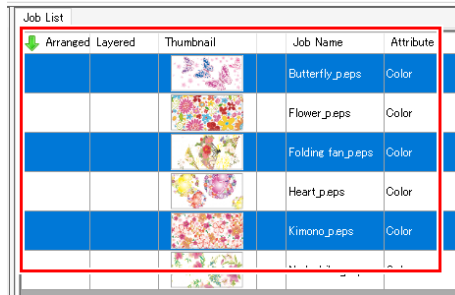 Job List
Arranged Layered Thumbnail Job Name Attribute
Butterfly_p.eps Color
Flower_p.eps Color
Folding fan_p.eps Color
Heart_p.eps Color
Kimono_p.eps Color